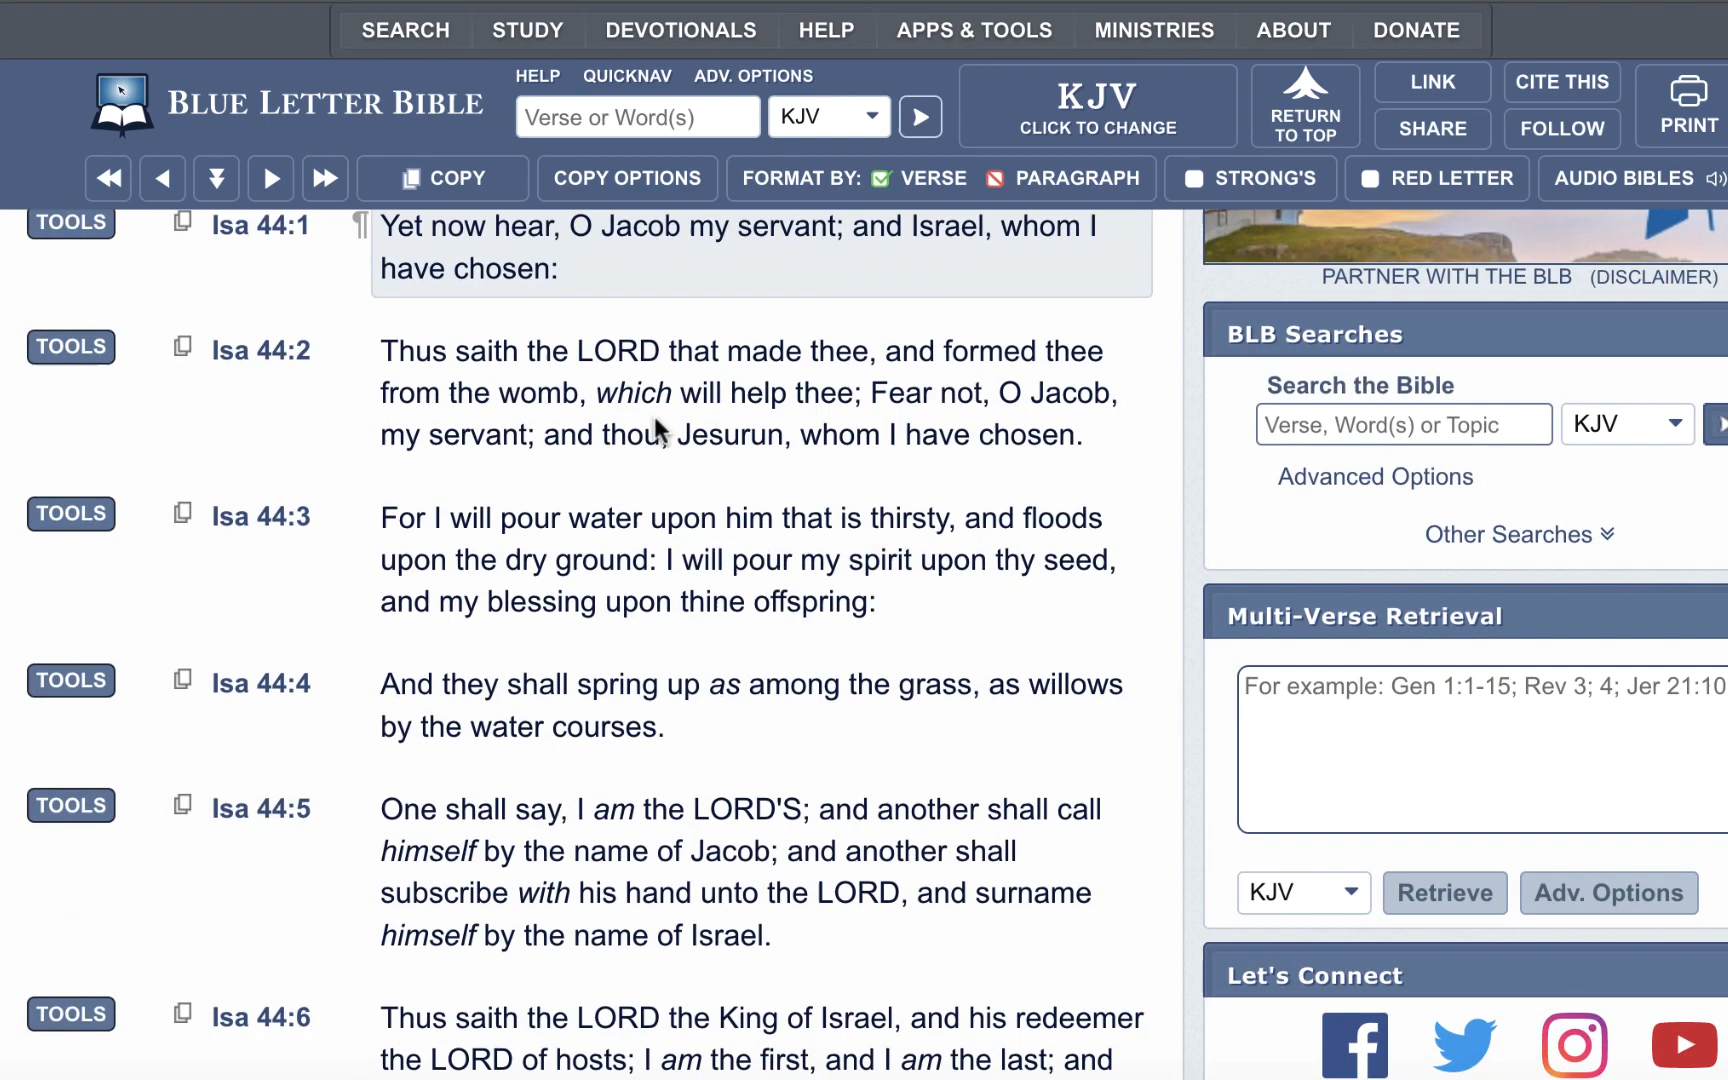 SEARCH STUDY DEVOTIONALS HELP APPS & TOOLS MINISTRIES ABOUT DONATE
BLUE LETTER BIBLE
HELP QUICKNAV ADV. OPTIONS
Verse or Word(s) KJV
KJV
CLICK TO CHANGE
RETURN
TO TOP
LINK CITE THIS
SHARE FOLLOW
PRINT
COPY COPY OPTIONS FORMAT BY: VERSE PARAGRAPH STRONG'S RED LETTER AUDIO BIBLES
TOOLS Isa 44:1 ¶ Yet now hear, O Jacob my servant; and Israel, whom I
have chosen:
TOOLS Isa 44:2 Thus saith the LORD that made thee, and formed thee
from the womb, which will help thee; Fear not, O Jacob,
my servant; and thou, Jesurun, whom I have chosen.
TOOLS Isa 44:3 For I will pour water upon him that is thirsty, and floods
upon the dry ground: I will pour my spirit upon thy seed,
and my blessing upon thine offspring:
TOOLS Isa 44:4 And they shall spring up as among the grass, as willows
by the water courses.
TOOLS Isa 44:5 One shall say, I am the LORD'S; and another shall call
himself by the name of Jacob; and another shall
subscribe with his hand unto the LORD, and surname
himself by the name of Israel.
TOOLS Isa 44:6 Thus saith the LORD the King of Israel, and his redeemer
the LORD of hosts; I am the first, and I am the last; and
PARTNER WITH THE BLB (DISCLAIMER)
BLB Searches
Search the Bible
Verse, Word(s) or Topic KJV
Advanced Options
Other Searches
Multi-Verse Retrieval
For example: Gen 1:1-15; Rev 3; 4; Jer 21:10
KJV Retrieve Adv. Options
Let's Connect